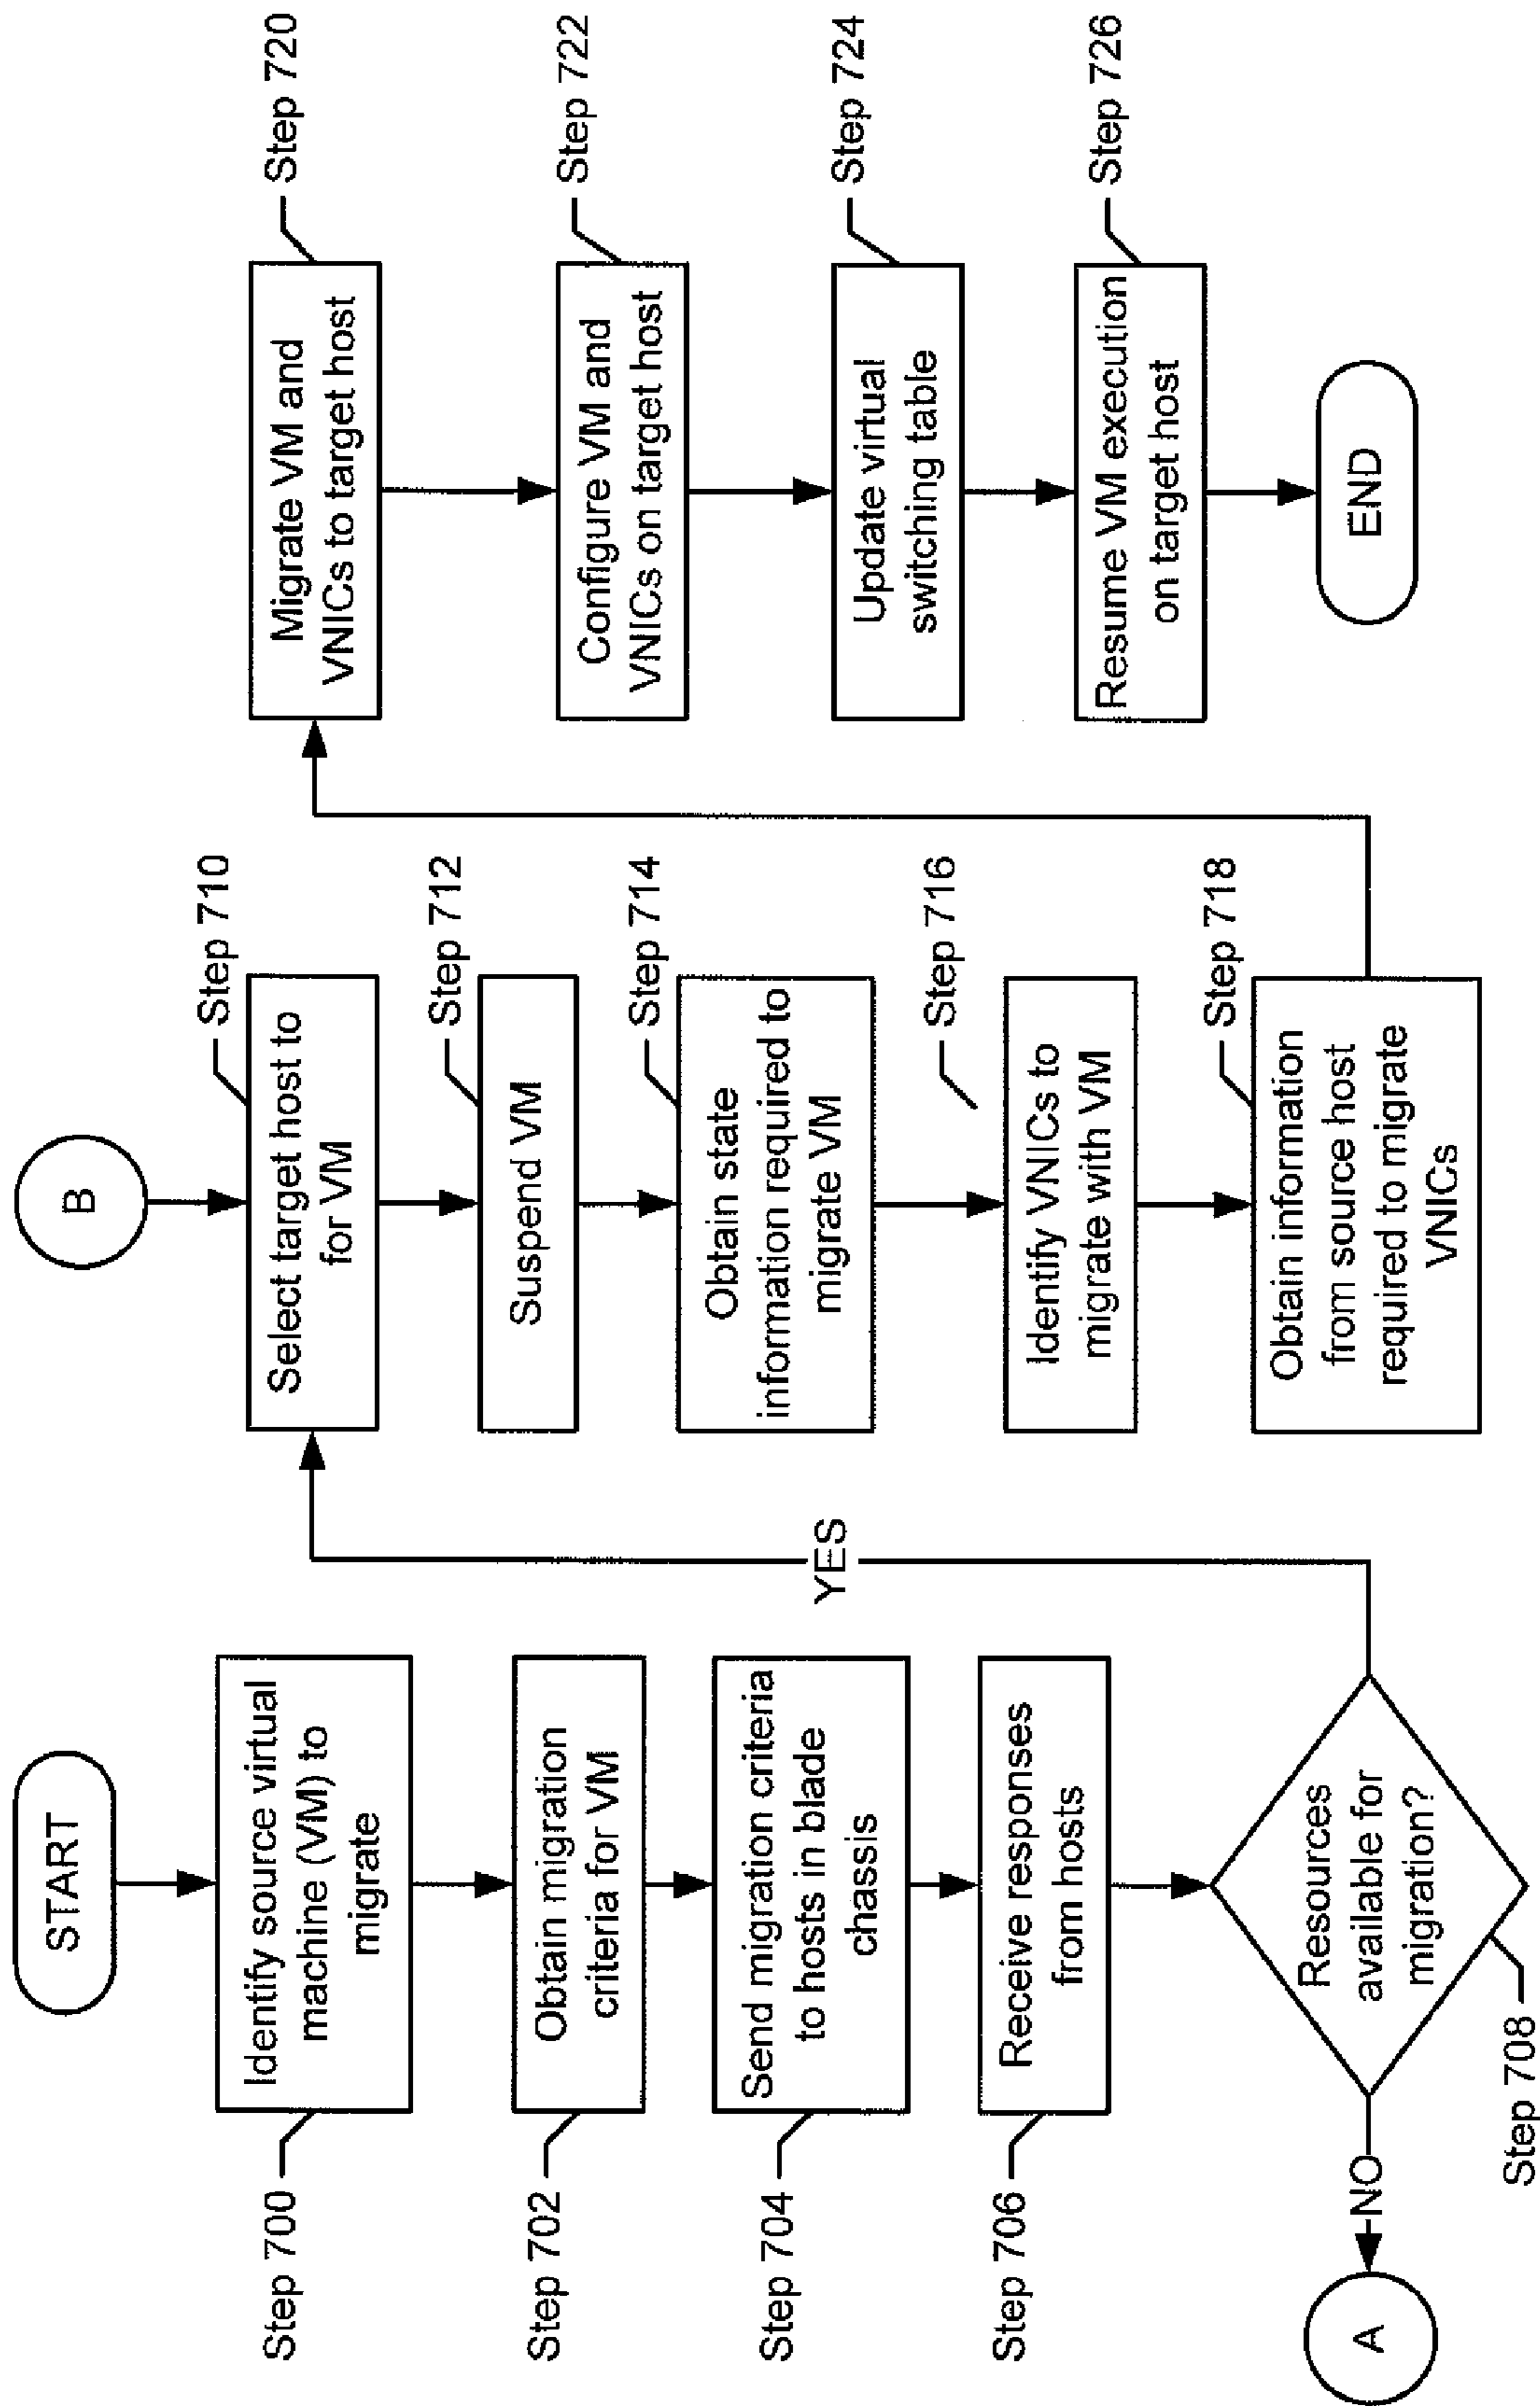 START
Step 700
Identify source virtual
machine (VM) to
migrate
Step 702
Obtain migration
criteria for VM
Step 704
Send migration criteria
to hosts in blade
chassis
Step 706
Receive responses
from hosts
Resources
available for
migration?
Step 708
NO
A
YES
B
Step 710
Select target host to
for VM
Step 712
Suspend VM
Step 714
Obtain state
information required to
migrate VM
Step 716
Identify VNICs to
migrate with VM
Step 718
Obtain information
from source host
required to migrate
VNICs
Step 720
Migrate VM and
VNICs to target host
Step 722
Configure VM and
VNICs on target host
Step 724
Update virtual
switching table
Step 726
Resume VM execution
on target host
END